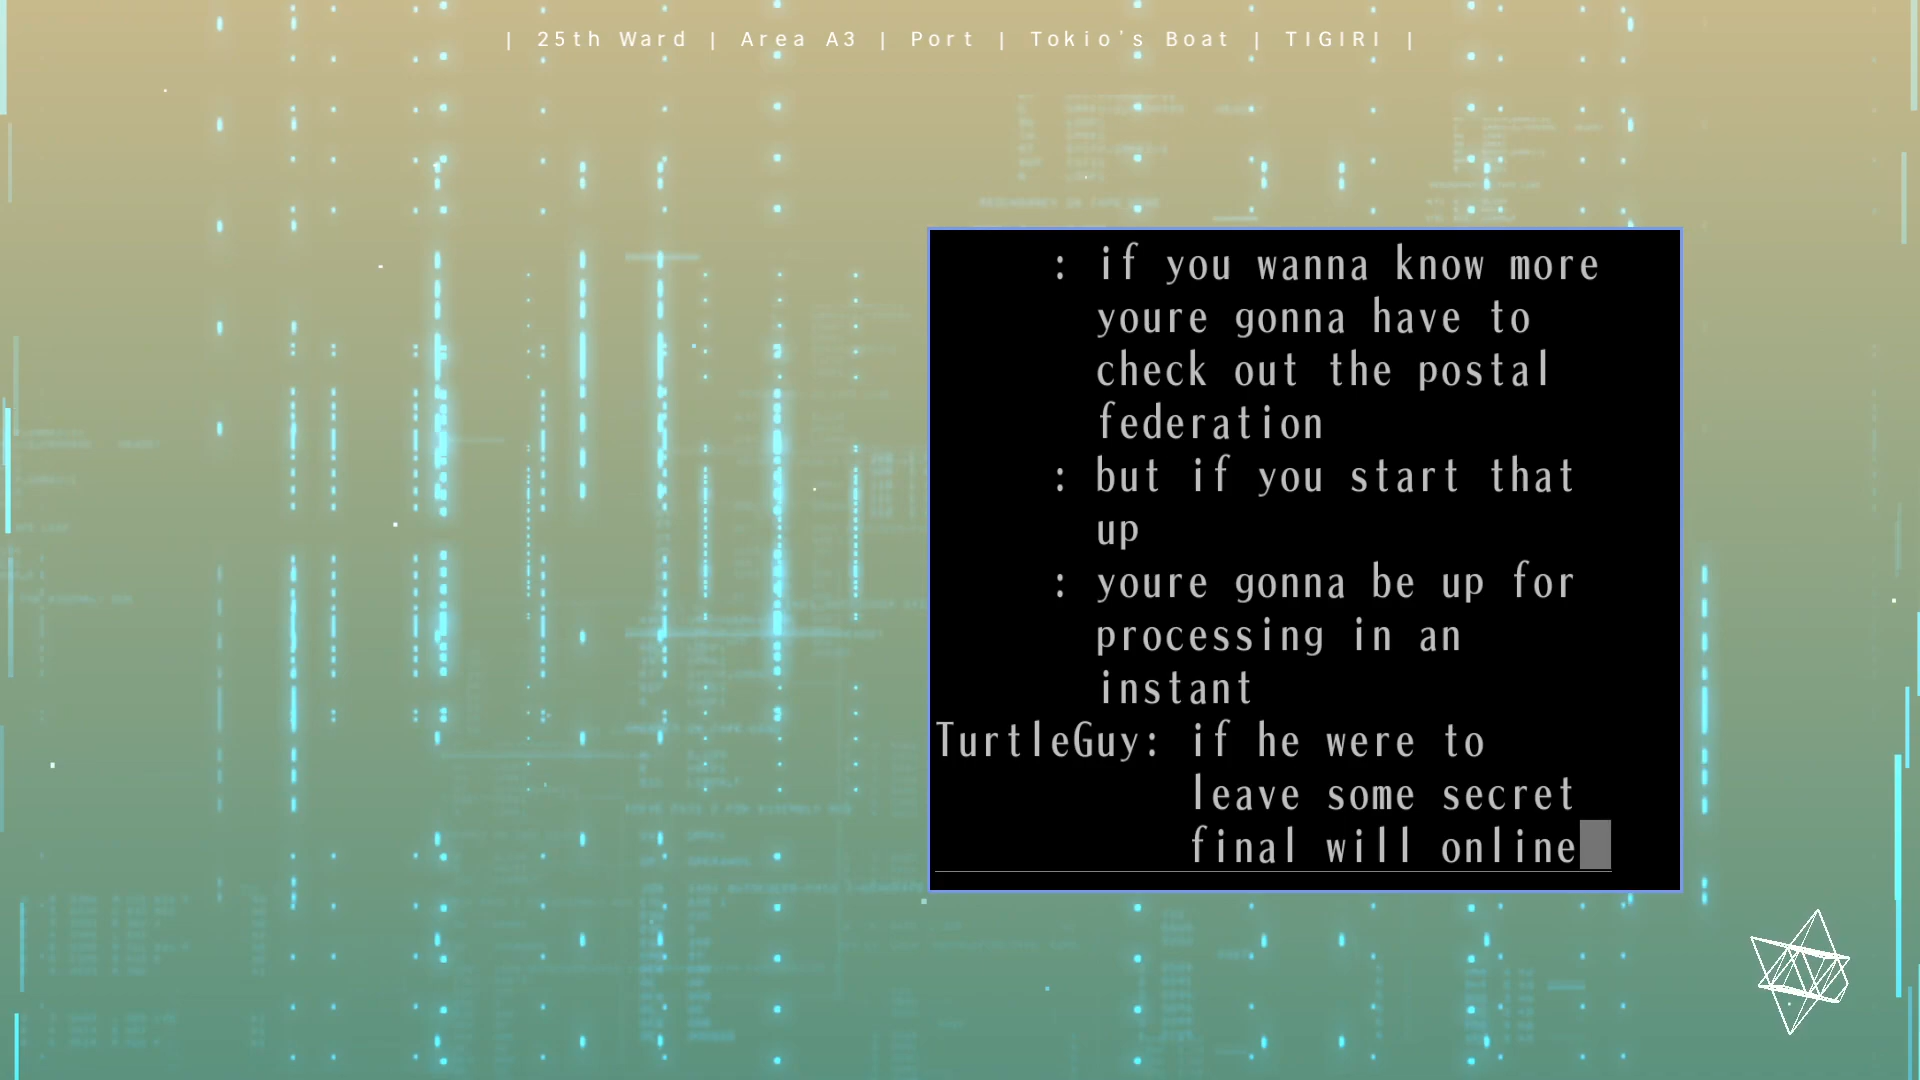 | 25th Ward | Area A3 | Port | Tokio's Boat | TIGIRI |
: if you wanna know more
youre gonna have to
check out the postal
federation
: but if you start that
up
: youre gonna be up for
processing in an
instant
TurtleGuy: if he were to
leave some secret
final will online